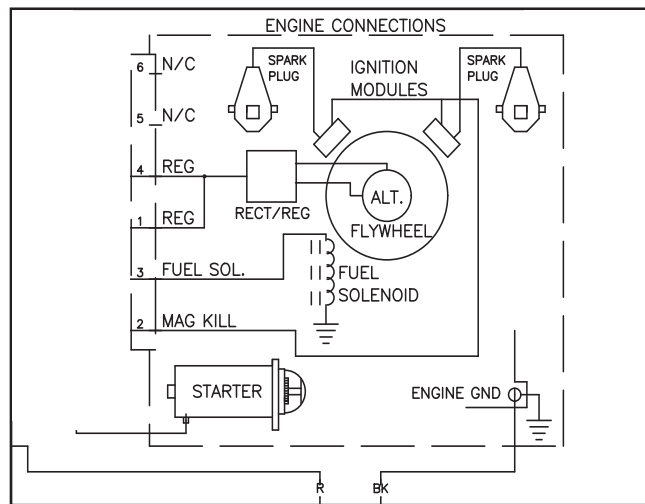 ENGINE CONNECTIONS
SPARK
PLUG
IGNITION
MODULES
SPARK
PLUG
6 N/C
5 N/C
4 REG
RECT/REG
ALT.
FLYWHEEL
1 REG
3 FUEL SOL.
FUEL
SOLENOID
2 MAG KILL
STARTER
ENGINE GND
R BK